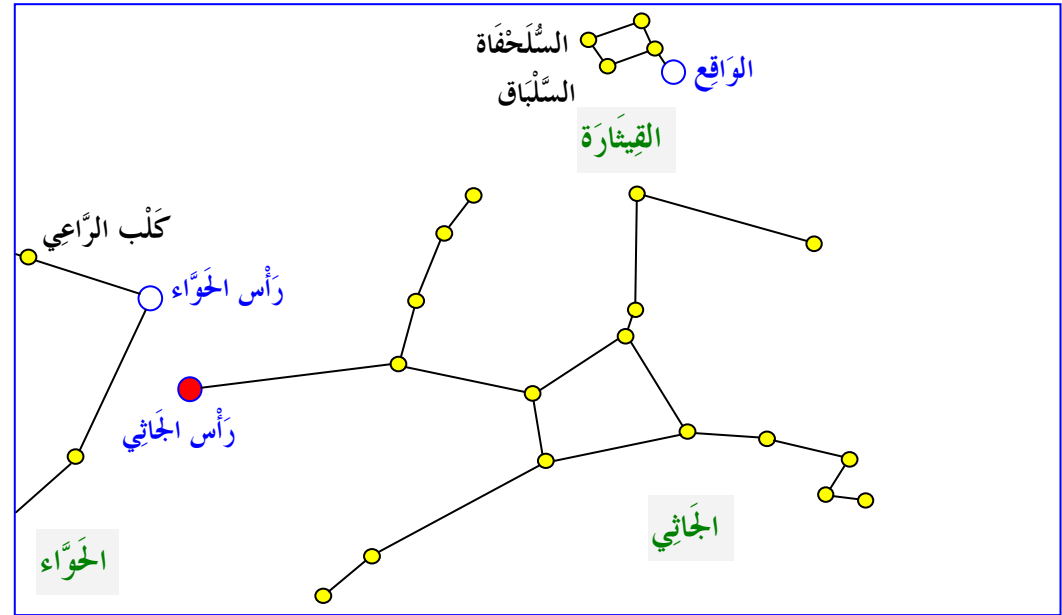 السُّلَحْفَاة
الوَاقِع
السَّلْبَاق
القِيثَارَة
كَلْب الرَّاعِي
رَأْس الحَوَّاء
رَأْس الجَاثِي
الجَاثِي
الحَوَّاء